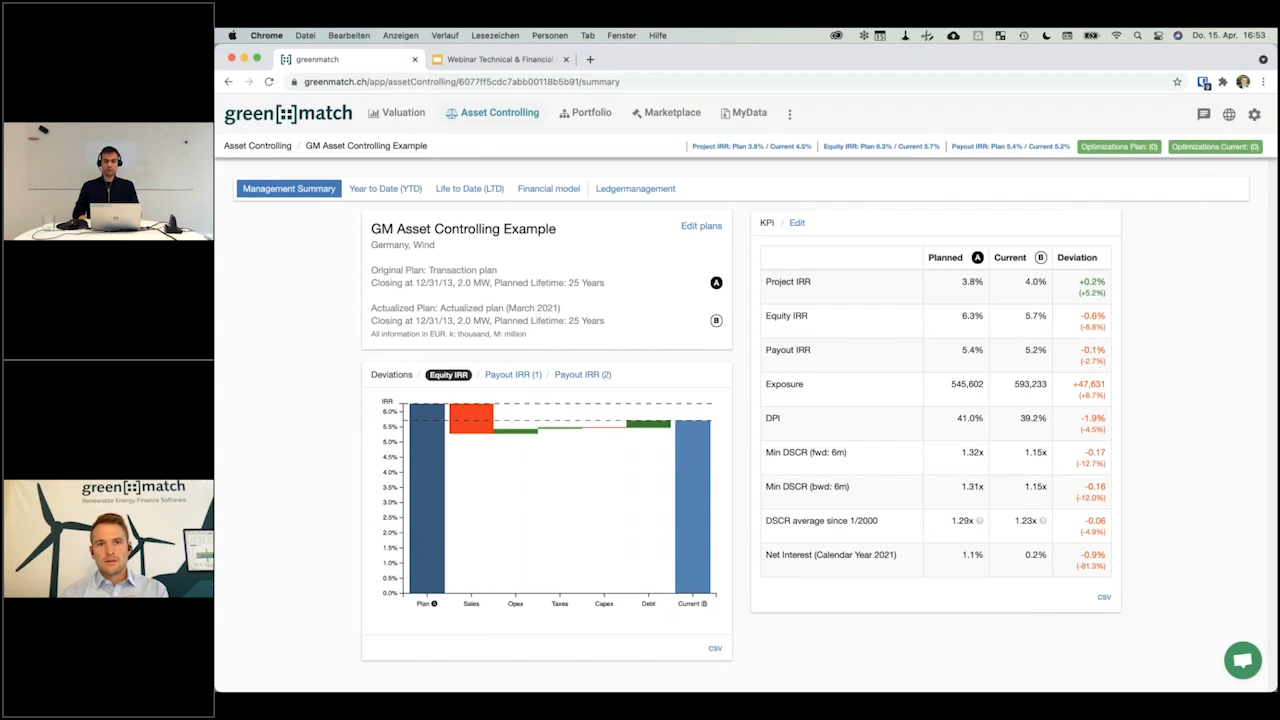 Chrome Datei Bearbeiten Anzeigen Verlauf Lesezeichen Personen Tab Fenster Hilfe Do. 15. Apr. 16:53
greenmatch Webinar Technical & Financial
greenmatch.ch/app/assetControlling/6077ff5cdc7abb00118b5b91/summary
green[::]match Valuation Asset Controlling Portfolio Marketplace MyData
Asset Controlling / GM Asset Controlling Example Project IRR: Plan 3.8% / Current 4.0% Equity IRR: Plan 6.3% / Current 5.7% Payout IRR: Plan 5.4% / Current 5.2% Optimizations Plan: (0) Optimizations Current: (0)
Management Summary Year to Date (YTD) Life to Date (LTD) Financial model Ledgermanagement
GM Asset Controlling Example Edit plans
Germany, Wind
Original Plan: Transaction plan
Closing at 12/31/13, 2.0 MW, Planned Lifetime: 25 Years A
Actualized Plan: Actualized plan (March 2021)
Closing at 12/31/13, 2.0 MW, Planned Lifetime: 25 Years B
All information in EUR. k: thousand, M: million
Deviations / Equity IRR / Payout IRR (1) / Payout IRR (2)
IRR
6.0%
5.5%
5.0%
4.5%
4.0%
3.5%
3.0%
2.5%
2.0%
1.5%
1.0%
0.5%
0.0%
Plan A Sales Opex Taxes Capex Debt Current B
CSV
KPI / Edit
Planned A Current B Deviation
Project IRR 3.8% 4.0% +0.2%
(+5.2%)
Equity IRR 6.3% 5.7% -0.6%
(-8.8%)
Payout IRR 5.4% 5.2% -0.1%
(-2.7%)
Exposure 545,602 593,233 +47,631
(+8.7%)
DPI 41.0% 39.2% -1.9%
(-4.5%)
Min DSCR (fwd: 6m) 1.32x 1.15x -0.17
(-12.7%)
Min DSCR (bwd: 6m) 1.31x 1.15x -0.16
(-12.0%)
DSCR average since 1/2000 1.29x 1.23x -0.06
(-4.9%)
Net Interest (Calendar Year 2021) 1.1% 0.2% -0.9%
(-81.3%)
CSV
green[::]match
Renewable Energy Finance Software